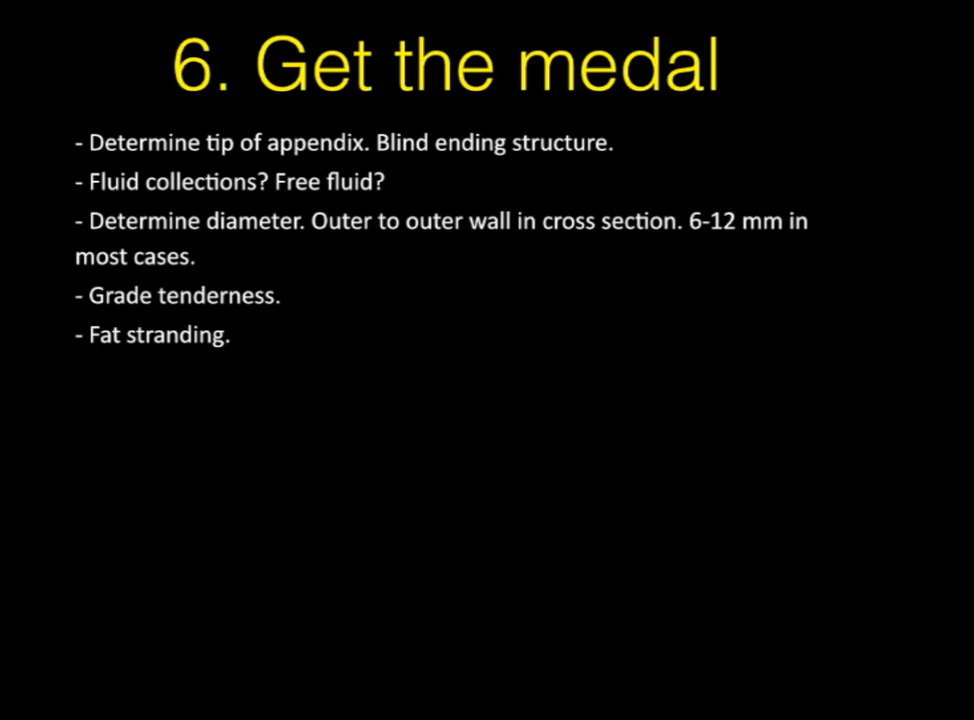 6. Get the medal
- Determine tip of appendix. Blind ending structure.
- Fluid collections? Free fluid?
- Determine diameter. Outer to outer wall in cross section. 6-12 mm in
most cases.
- Grade tenderness.
- Fat stranding.